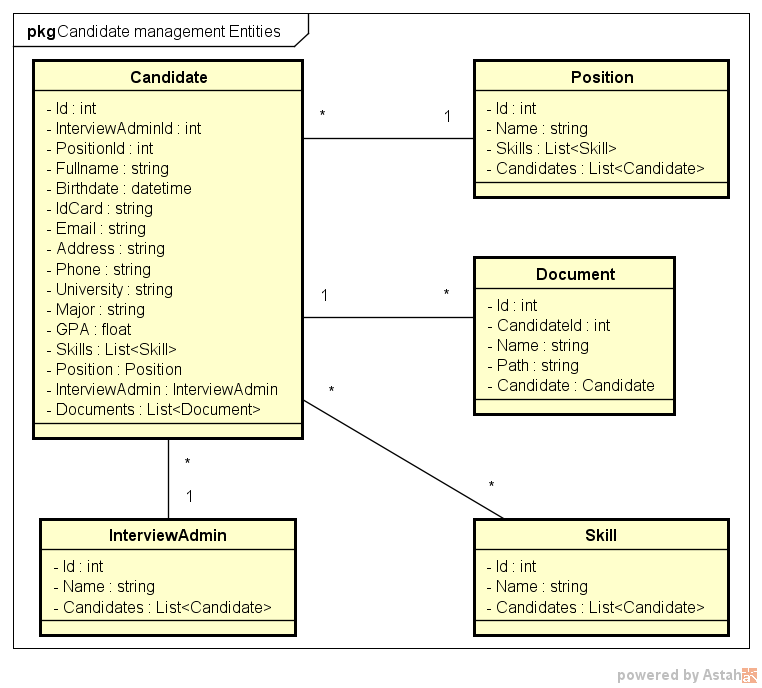 pkg Candidate management Entities
Candidate
- Id : int
- InterviewAdminId : int
- PositionId : int
- Fullname : string
- Birthdate : datetime
- IdCard : string
- Email : string
- Address : string
- Phone : string
- University : string
- Major : string
- GPA : float
- Skills : List<Skill>
- Position : Position
- InterviewAdmin : InterviewAdmin
- Documents : List<Document>
* 1
Position
- Id : int
- Name : string
- Skills : List<Skill>
- Candidates : List<Candidate>
1 *
Document
- Id : int
- CandidateId : int
- Name : string
- Path : string
- Candidate : Candidate
*
*
*
1
InterviewAdmin
- Id : int
- Name : string
- Candidates : List<Candidate>
Skill
- Id : int
- Name : string
- Candidates : List<Candidate>
powered by Astah